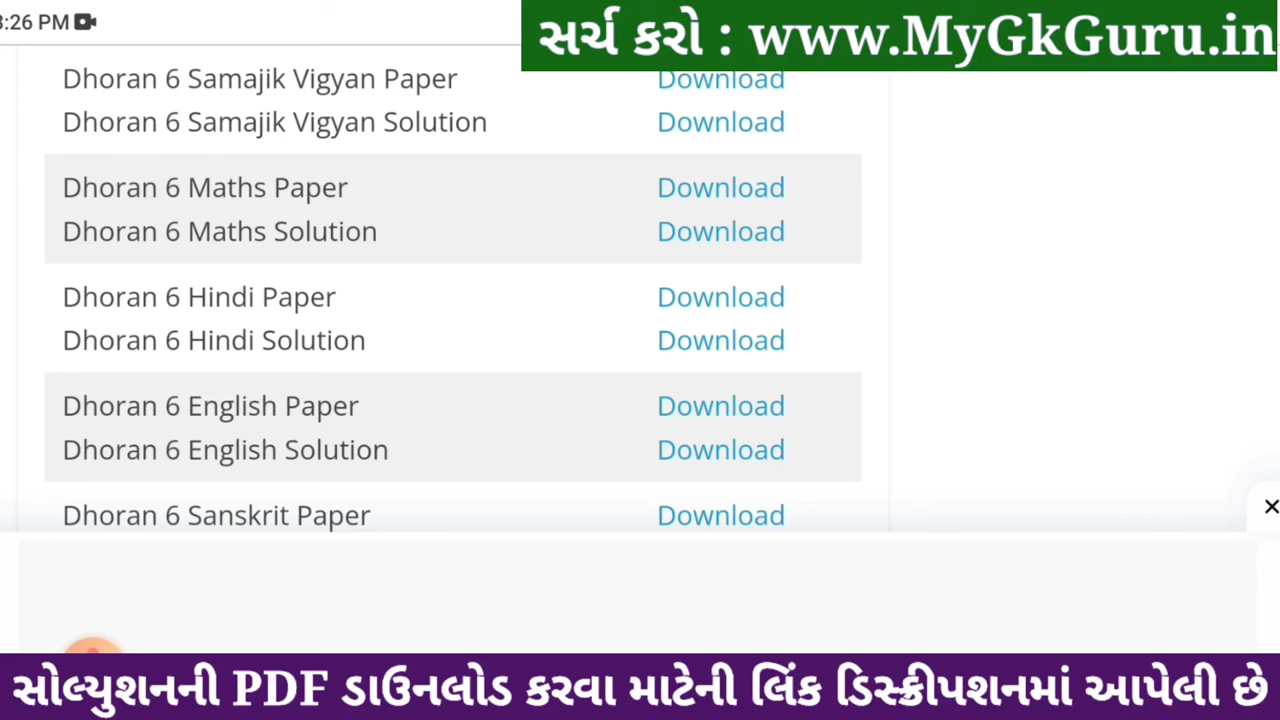 3:26 PM
સર્ચ કરો : www.MyGkGuru.in
Dhoran 6 Samajik Vigyan Paper Download
Dhoran 6 Samajik Vigyan Solution Download
Dhoran 6 Maths Paper Download
Dhoran 6 Maths Solution Download
Dhoran 6 Hindi Paper Download
Dhoran 6 Hindi Solution Download
Dhoran 6 English Paper Download
Dhoran 6 English Solution Download
Dhoran 6 Sanskrit Paper Download
સોલ્યુશનની PDF ડાઉનલોડ કરવા માટેની લિંક ડિસ્ક્રીપશનમાં આપેલી છે